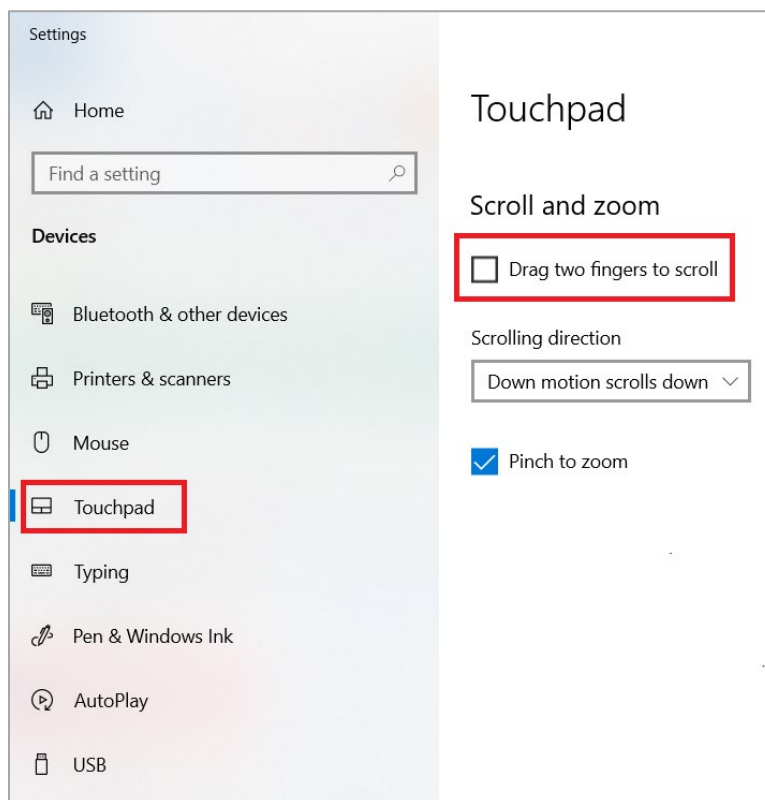 Settings
Home
Find a setting
Devices
Bluetooth & other devices
Printers & scanners
Mouse
Touchpad
Typing
Pen & Windows Ink
AutoPlay
USB
Touchpad
Scroll and zoom
Drag two fingers to scroll
Scrolling direction
Down motion scrolls down
Pinch to zoom